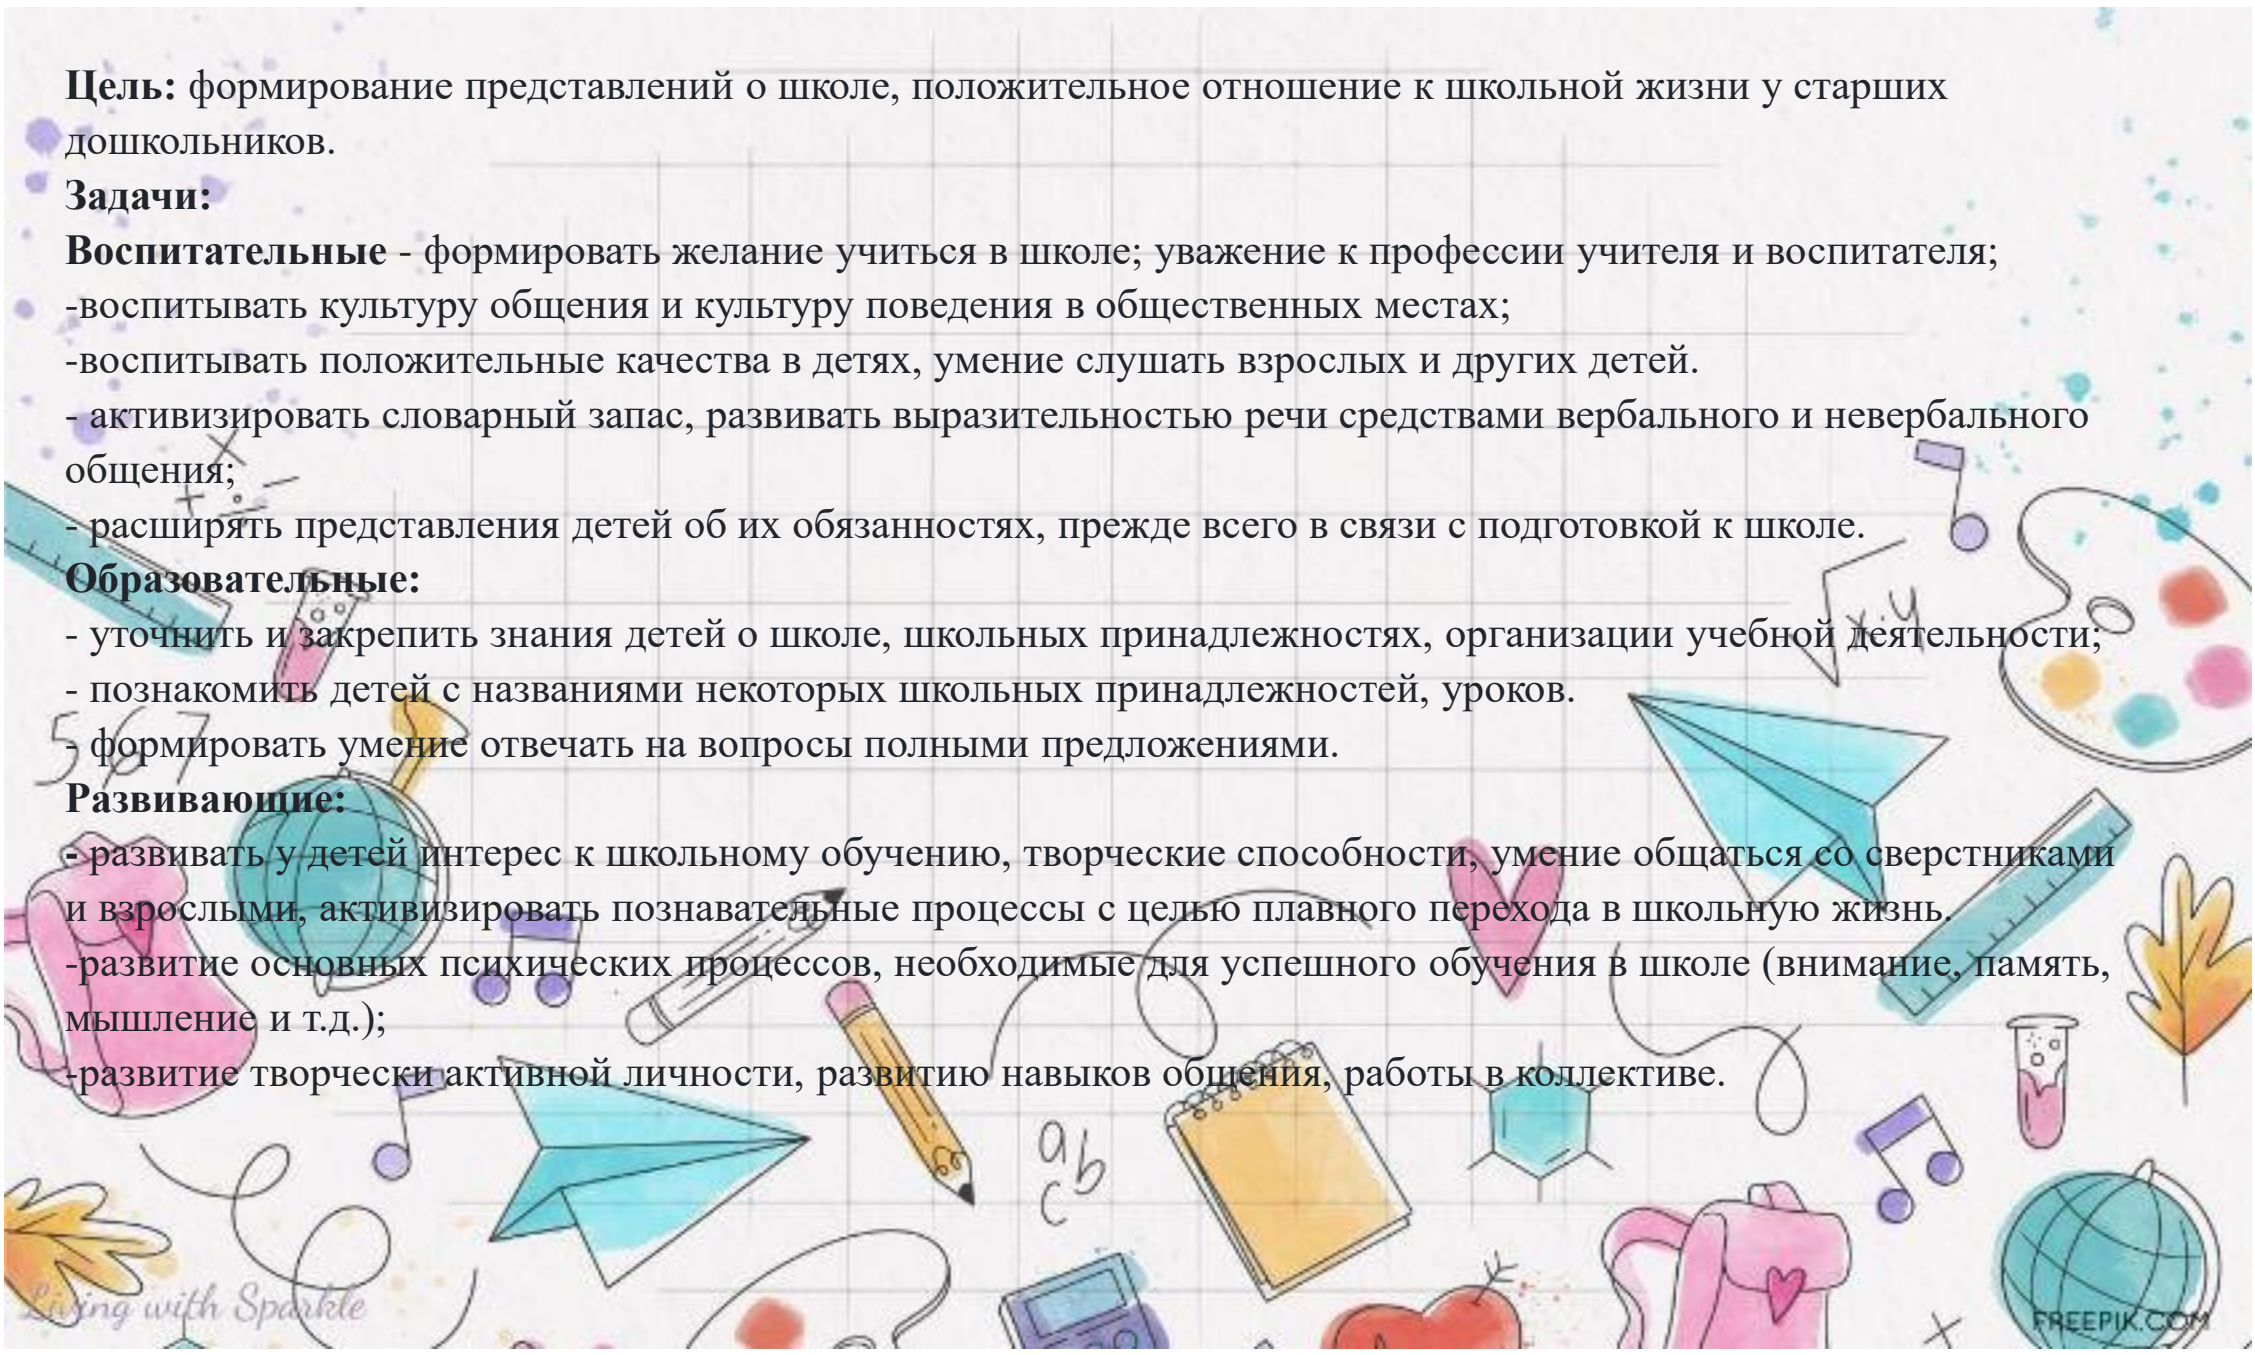 Цель: формирование представлений о школе, положительное отношение к школьной жизни у старших
дошкольников.
Задачи:
Воспитательные - формировать желание учиться в школе; уважение к профессии учителя и воспитателя;
-воспитывать культуру общения и культуру поведения в общественных местах;
-воспитывать положительные качества в детях, умение слушать взрослых и других детей.
- активизировать словарный запас, развивать выразительностью речи средствами вербального и невербального
общения;
- расширять представления детей об их обязанностях, прежде всего в связи с подготовкой к школе.
Образовательные:
- уточнить и закрепить знания детей о школе, школьных принадлежностях, организации учебной деятельности;
- познакомить детей с названиями некоторых школьных принадлежностей, уроков.
- формировать умение отвечать на вопросы полными предложениями.
Развивающие:
- развивать у детей интерес к школьному обучению, творческие способности, умение общаться со сверстниками
и взрослыми, активизировать познавательные процессы с целью плавного перехода в школьную жизнь.
-развитие основных психических процессов, необходимые для успешного обучения в школе (внимание, память,
мышление и т.д.);
-развитие творчески активной личности, развитию навыков общения, работы в коллективе.
567
x·y
a b
c
Living with Sparkle
FREEPIK.COM